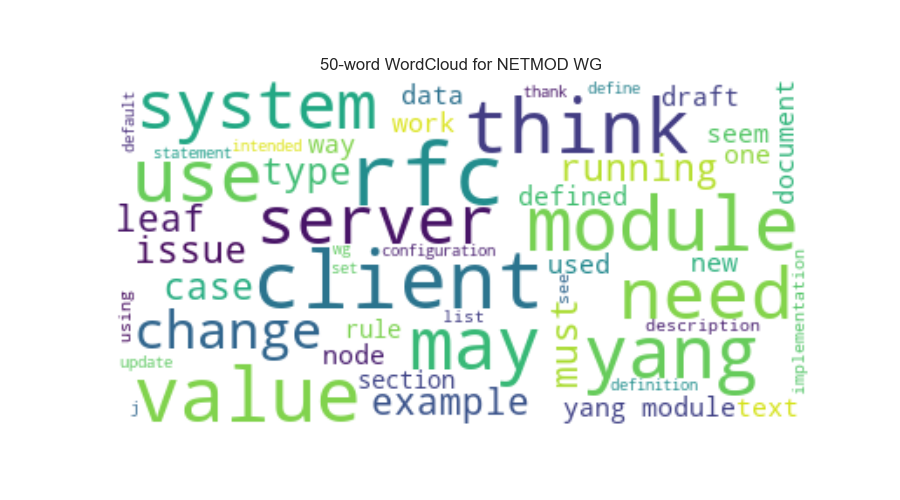 50-word WordCloud for NETMOD WG
default
system
data
thank
define
draft
think
work
seem
document
statement
intended
way
one
use
type
rfc
running
defined
leaf
server
module
issue
wg
configuration
used
new
set
case
client
see
need
implementation
using
change
rule
list
may
must
description
yang
node
update
section
definition
j
value
example
yang module
text